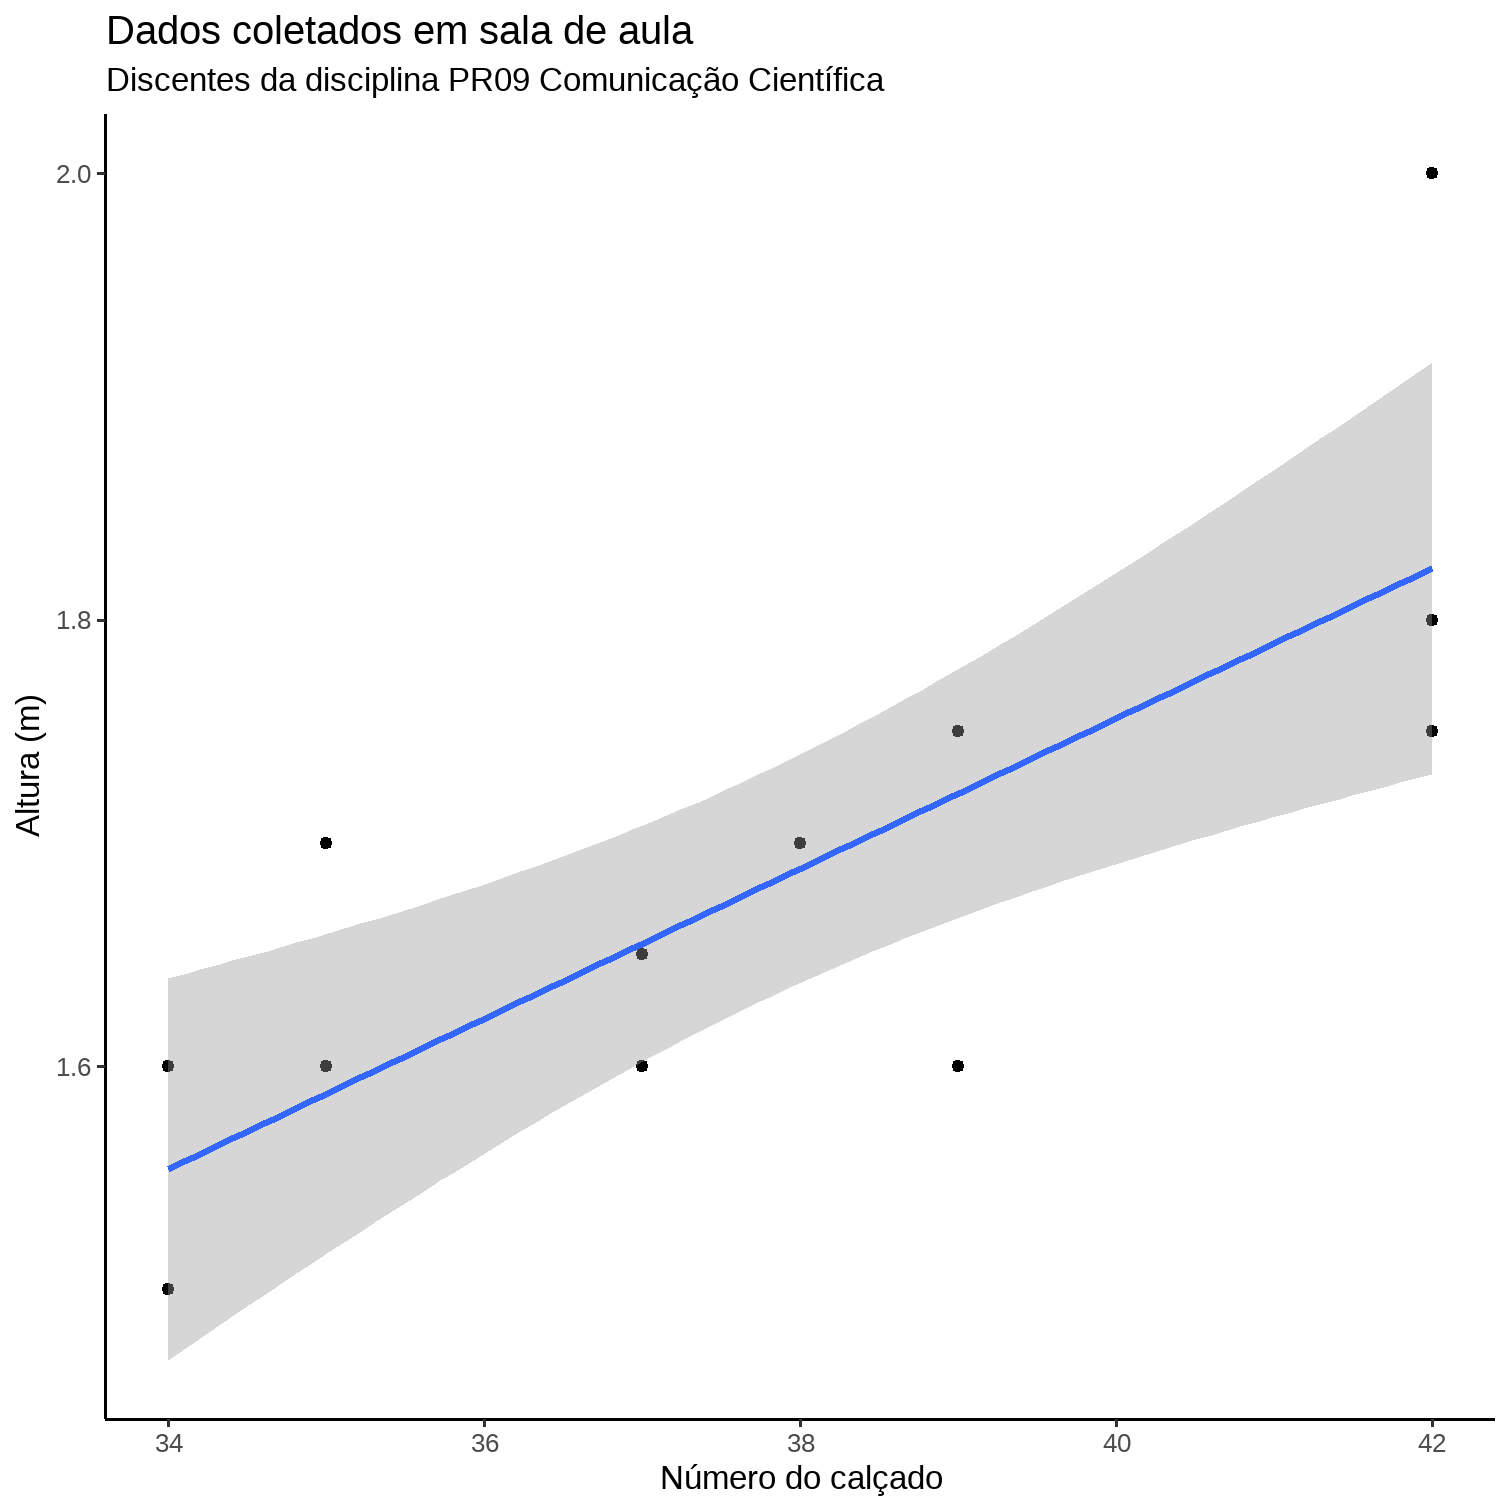 Dados coletados em sala de aula
Discentes da disciplina PR09 Comunicação Científica
2.0
1.8
1.6
Altura (m)
34 36 38 40 42
Número do calçado